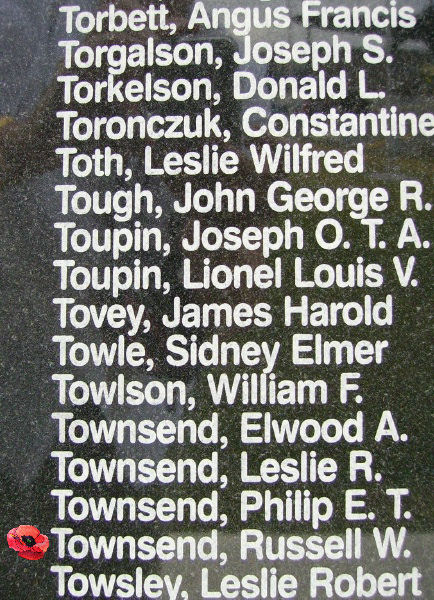 Torbett, Angus Francis
Torgalson, Joseph S.
Torkelson, Donald L.
Toronczuk, Constantine
Toth, Leslie Wilfred
Tough, John George R.
Toupin, Joseph O. T. A.
Toupin, Lionel Louis V.
Tovey, James Harold
Towle, Sidney Elmer
Towlson, William F.
Townsend, Elwood A.
Townsend, Leslie R.
Townsend, Philip E. T.
Townsend, Russell W.
Towsley, Leslie Robert